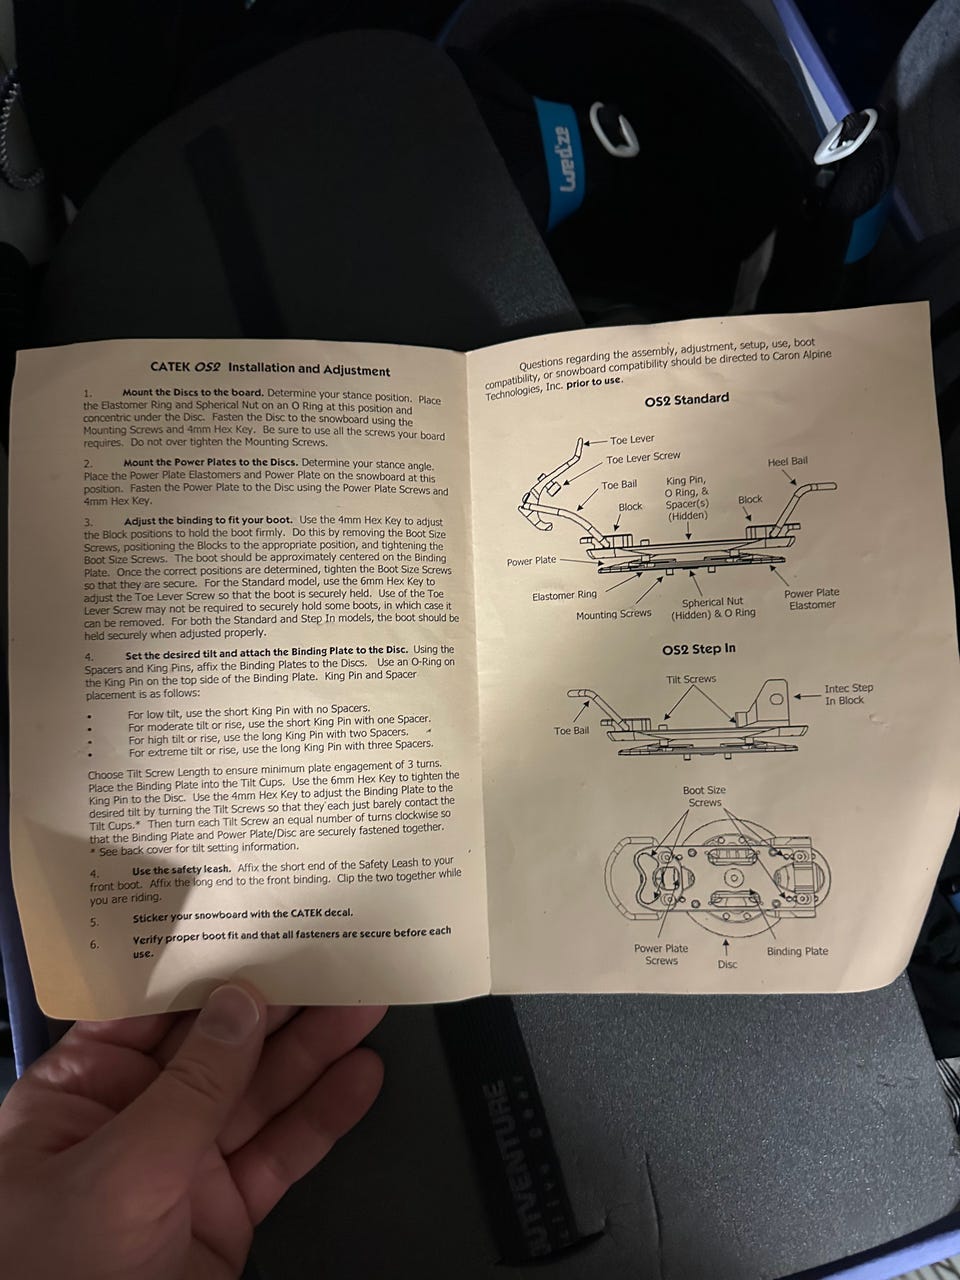 wed'ze
CATEK OS2 Installation and Adjustment
1. Mount the Discs to the board. Determine your stance position. Place
the Elastomer Ring and Spherical Nut on an O Ring at this position and
concentric under the Disc. Fasten the Disc to the snowboard using the
Mounting Screws and 4mm Hex Key. Be sure to use all the screws your board
requires. Do not over tighten the Mounting Screws.
2. Mount the Power Plates to the Discs. Determine your stance angle.
Place the Power Plate Elastomers and Power Plate on the snowboard at this
position. Fasten the Power Plate to the Disc using the Power Plate Screws and
4mm Hex Key.
3. Adjust the binding to fit your boot. Use the 4mm Hex Key to adjust
the Block positions to hold the boot firmly. Do this by removing the Boot Size
Screws, positioning the Blocks to the appropriate position, and tightening the
Boot Size Screws. The boot should be approximately centered on the Binding
Plate. Once the correct positions are determined, tighten the Boot Size Screws
so that they are secure. For the Standard model, use the 6mm Hex Key to
adjust the Toe Lever Screw so that the boot is securely held. Use of the Toe
Lever Screw may not be required to securely hold some boots, in which case it
can be removed. For both the Standard and Step In models, the boot should be
held securely when adjusted properly.
4. Set the desired tilt and attach the Binding Plate to the Disc. Using the
Spacers and King Pins, affix the Binding Plates to the Discs. Use an O-Ring on
the King Pin on the top side of the Binding Plate. King Pin and Spacer
placement is as follows:
• For low tilt, use the short King Pin with no Spacers.
• For moderate tilt or rise, use the short King Pin with one Spacer.
• For high tilt or rise, use the long King Pin with two Spacers.
• For extreme tilt or rise, use the long King Pin with three Spacers.
Choose Tilt Screw Length to ensure minimum plate engagement of 3 turns.
Place the Binding Plate into the Tilt Cups. Use the 6mm Hex Key to tighten the
King Pin to the Disc. Use the 4mm Hex Key to adjust the Binding Plate to the
desired tilt by turning the Tilt Screws so that they each just barely contact the
Tilt Cups.* Then turn each Tilt Screw an equal number of turns clockwise so
that the Binding Plate and Power Plate/Disc are securely fastened together.
* See back cover for tilt setting information.
4. Use the safety leash. Affix the short end of the Safety Leash to your
front boot. Affix the long end to the front binding. Clip the two together while
you are riding.
5. Sticker your snowboard with the CATEK decal.
6. Verify proper boot fit and that all fasteners are secure before each
use.
Questions regarding the assembly, adjustment, setup, use, boot
compatibility, or snowboard compatibility should be directed to Caron Alpine
Technologies, Inc. prior to use.
OS2 Standard
Toe Lever
Toe Lever Screw
Toe Bail
Block
King Pin,
O Ring, &
Spacer(s)
(Hidden)
Block
Heel Bail
Power Plate
Elastomer Ring
Mounting Screws
Spherical Nut
(Hidden) & O Ring
Power Plate
Elastomer
OS2 Step In
Tilt Screws
Toe Bail
Intec Step
In Block
Boot Size
Screws
Power Plate
Screws
Disc
Binding Plate
OUTVENTURE